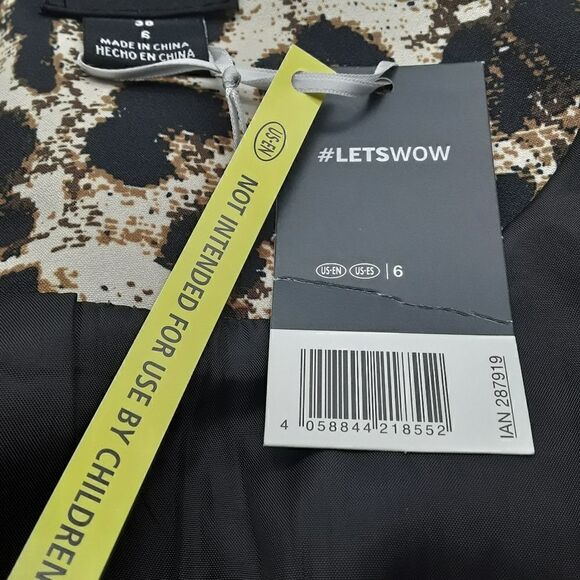 38
6
MADE IN CHINA
HECHO EN CHINA
US-EN
NOT INTENDED FOR USE BY CHILDREN
#LETSWOW
US-EN US-ES | 6
4 058844 218552
IAN 287919